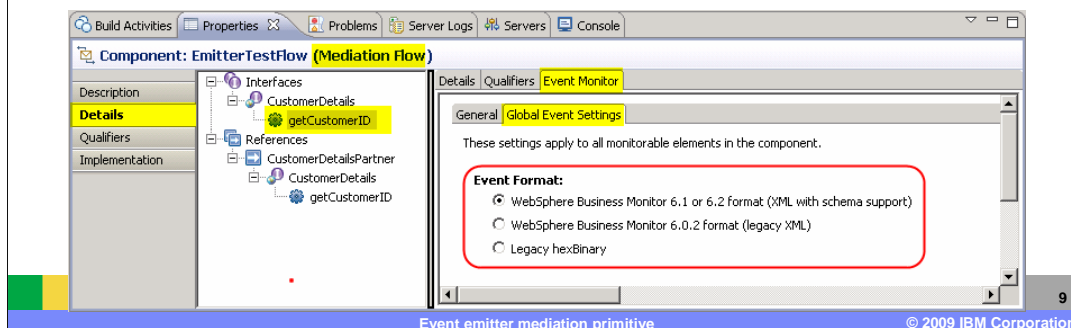 Build Activities Properties Problems Server Logs Servers Console
Component: EmitterTestFlow (Mediation Flow)
Description
Details
Qualifiers
Implementation
Interfaces
CustomerDetails
getCustomerID
References
CustomerDetailsPartner
CustomerDetails
getCustomerID
Details Qualifiers Event Monitor
General Global Event Settings
These settings apply to all monitorable elements in the component.
Event Format:
WebSphere Business Monitor 6.1 or 6.2 format (XML with schema support)
WebSphere Business Monitor 6.0.2 format (legacy XML)
Legacy hexBinary
9
Event emitter mediation primitive © 2009 IBM Corporation